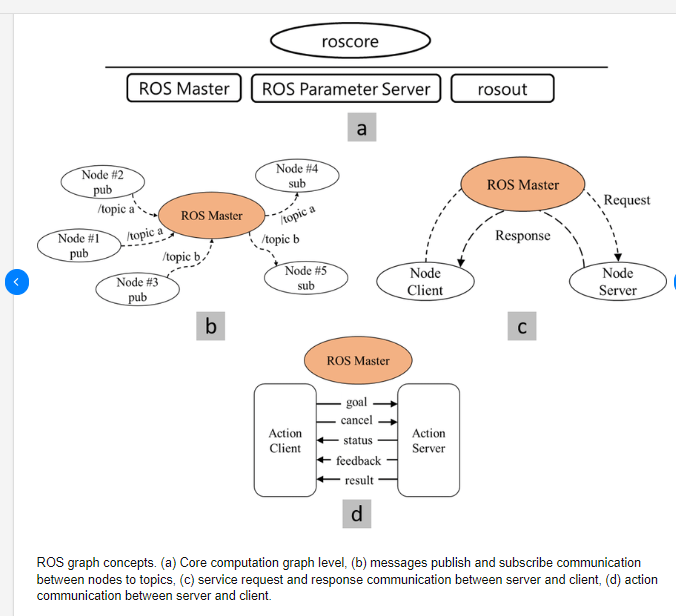 roscore
ROS Master
ROS Parameter Server
rosout
a
Node #2
pub
/topic a
Node #1
pub
/topic a
Node #3
pub
/topic b
ROS Master
Node #4
sub
/topic a
/topic b
Node #5
sub
b
ROS Master
Request
Response
Node
Client
Node
Server
c
ROS Master
Action
Client
goal
cancel
status
feedback
result
Action
Server
d
ROS graph concepts. (a) Core computation graph level, (b) messages publish and subscribe communication
between nodes to topics, (c) service request and response communication between server and client, (d) action
communication between server and client.